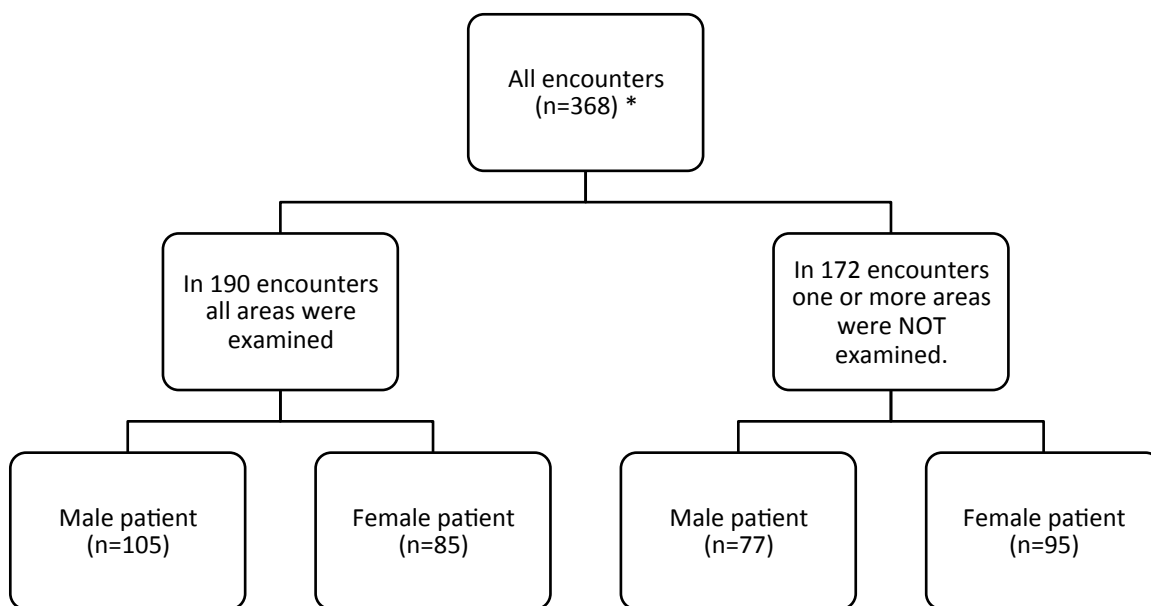 All encounters
(n=368) *
In 190 encounters
all areas were
examined
In 172 encounters
one or more areas
were NOT
examined.
Male patient
(n=105)
Female patient
(n=85)
Male patient
(n=77)
Female patient
(n=95)